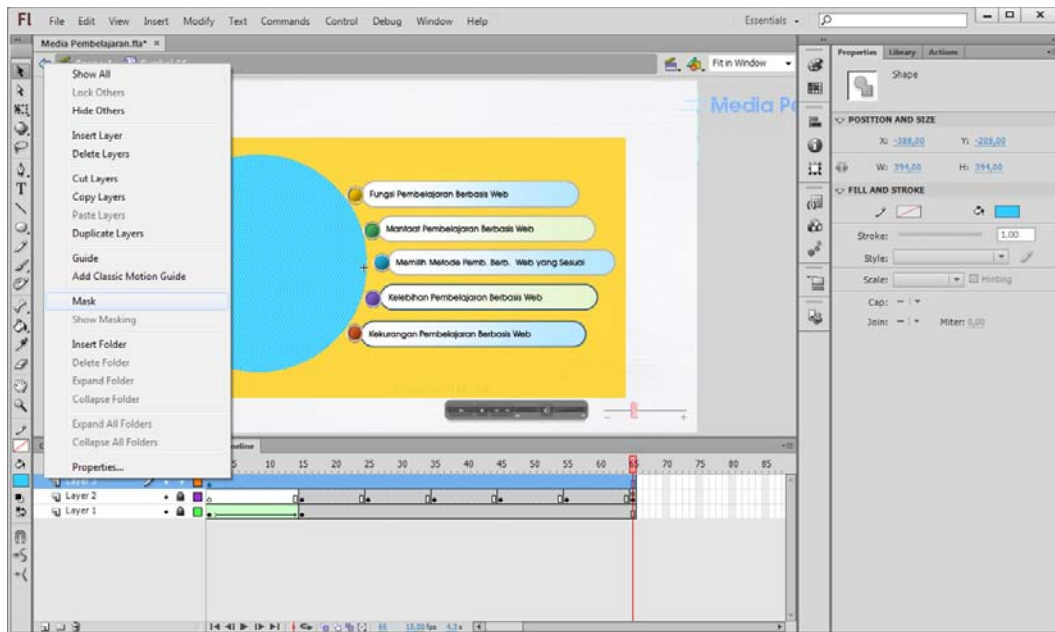 Fl File Edit View Insert Modify Text Commands Control Debug Window Help Essentials
Media Pembelajaran.fla*
Fit in Window
Show All
Lock Others
Hide Others
Insert Layer
Delete Layers
Cut Layers
Copy Layers
Paste Layers
Duplicate Layers
Guide
Add Classic Motion Guide
Mask
Show Masking
Insert Folder
Delete Folder
Expand Folder
Collapse Folder
Expand All Folders
Collapse All Folders
Properties...
Media Pe
Fungsi Pembelajaran Berbasis Web
Manfaat Pembelajaran Berbasis Web
Memilih Metode Pemb. Berb. Web yang Sesuai
Kelebihan Pembelajaran Berbasis Web
Kekurangan Pembelajaran Berbasis Web
Properties Library Actions
Shape
POSITION AND SIZE
X: -388,00 Y: -205,00
W: 394,00 H: 394,00
FILL AND STROKE
Stroke: 1.00
Style:
Scale: Hinting
Cap:
Join: Miter: 0,00
5 10 15 20 25 30 35 40 45 50 55 60 65 70 75 80 85
Layer 3
Layer 2
Layer 1
65 15,00 fps 4,3 s